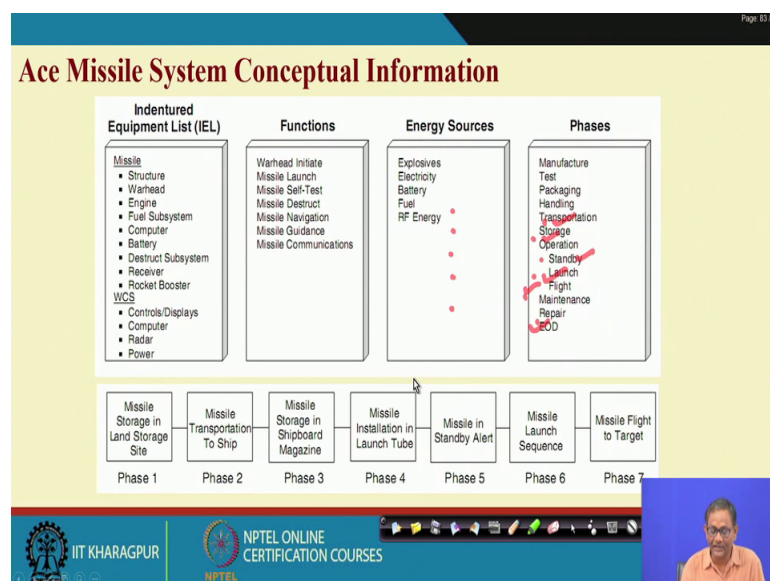 Page: 83 /
Ace Missile System Conceptual Information
Indentured
Equipment List (IEL)
Missile
Structure
Warhead
Engine
Fuel Subsystem
Computer
Battery
Destruct Subsystem
Receiver
Rocket Booster
WCS
Controls/Displays
Computer
Radar
Power
Functions
Warhead Initiate
Missile Launch
Missile Self-Test
Missile Destruct
Missile Navigation
Missile Guidance
Missile Communications
Energy Sources
Explosives
Electricity
Battery
Fuel
RF Energy
Phases
Manufacture
Test
Packaging
Handling
Transportation
Storage
Operation
Standby
Launch
Flight
Maintenance
Repair
EOD
Missile
Storage in
Land Storage
Site
Phase 1
Missile
Transportation
To Ship
Phase 2
Missile
Storage in
Shipboard
Magazine
Phase 3
Missile
Installation in
Launch Tube
Phase 4
Missile in
Standby Alert
Phase 5
Missile
Launch
Sequence
Phase 6
Missile Flight
to Target
Phase 7
IIT KHARAGPUR
NPTEL
NPTEL ONLINE
CERTIFICATION COURSES